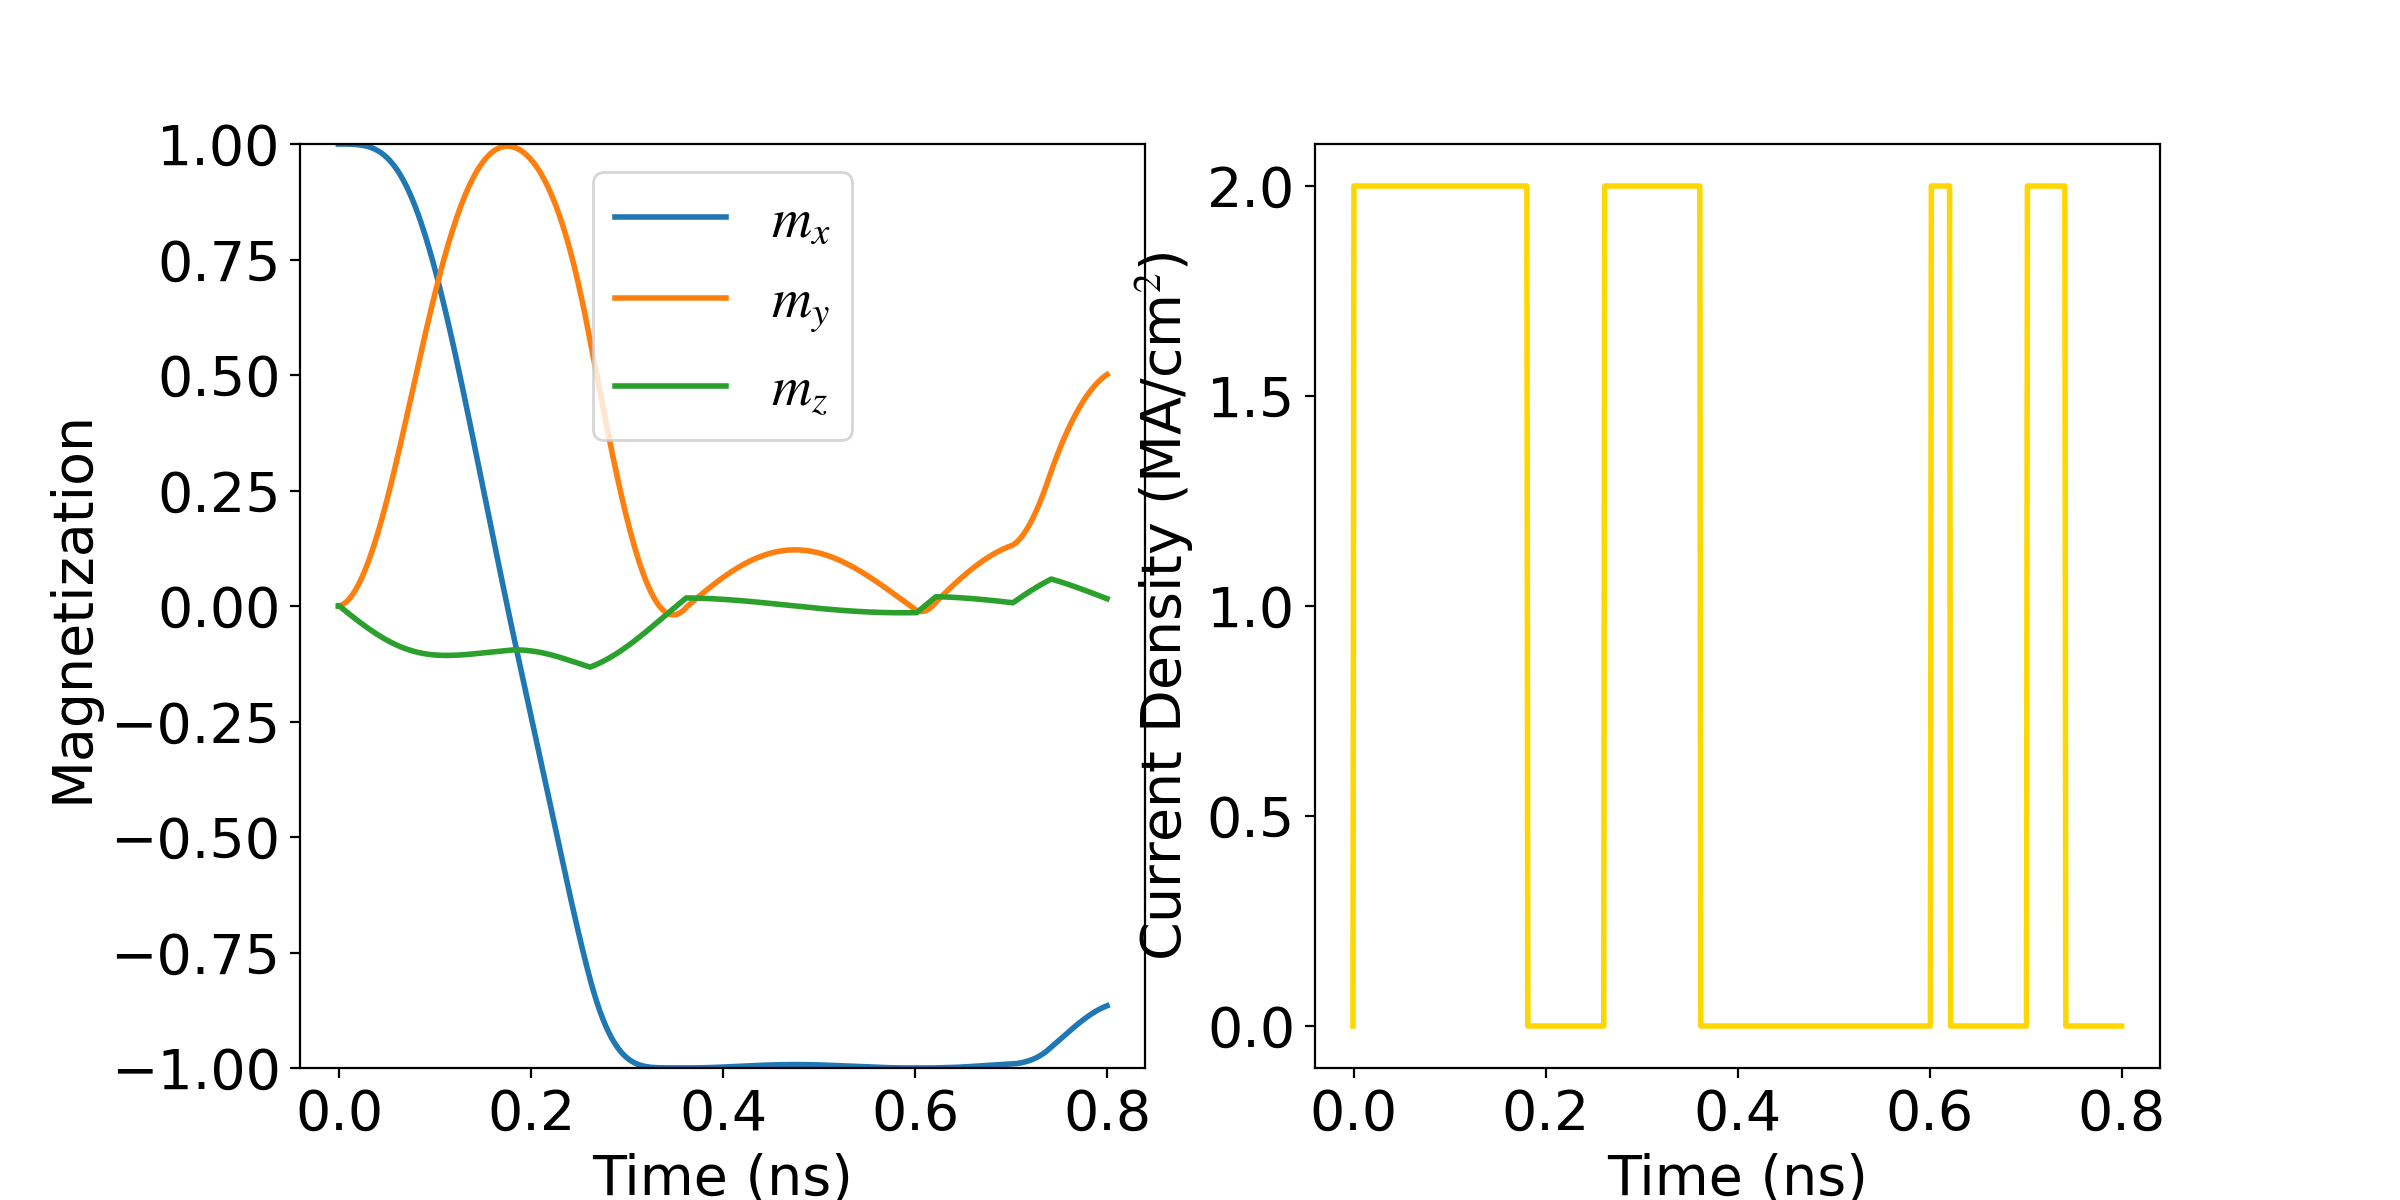 1.00
0.75
0.50
0.25
0.00
−0.25
−0.50
−0.75
−1.00
Magnetization
0.0 0.2 0.4 0.6 0.8
Time (ns)
m_x
m_y
m_z
Current Density (MA/cm²)
2.0
1.5
1.0
0.5
0.0
0.0 0.2 0.4 0.6 0.8
Time (ns)